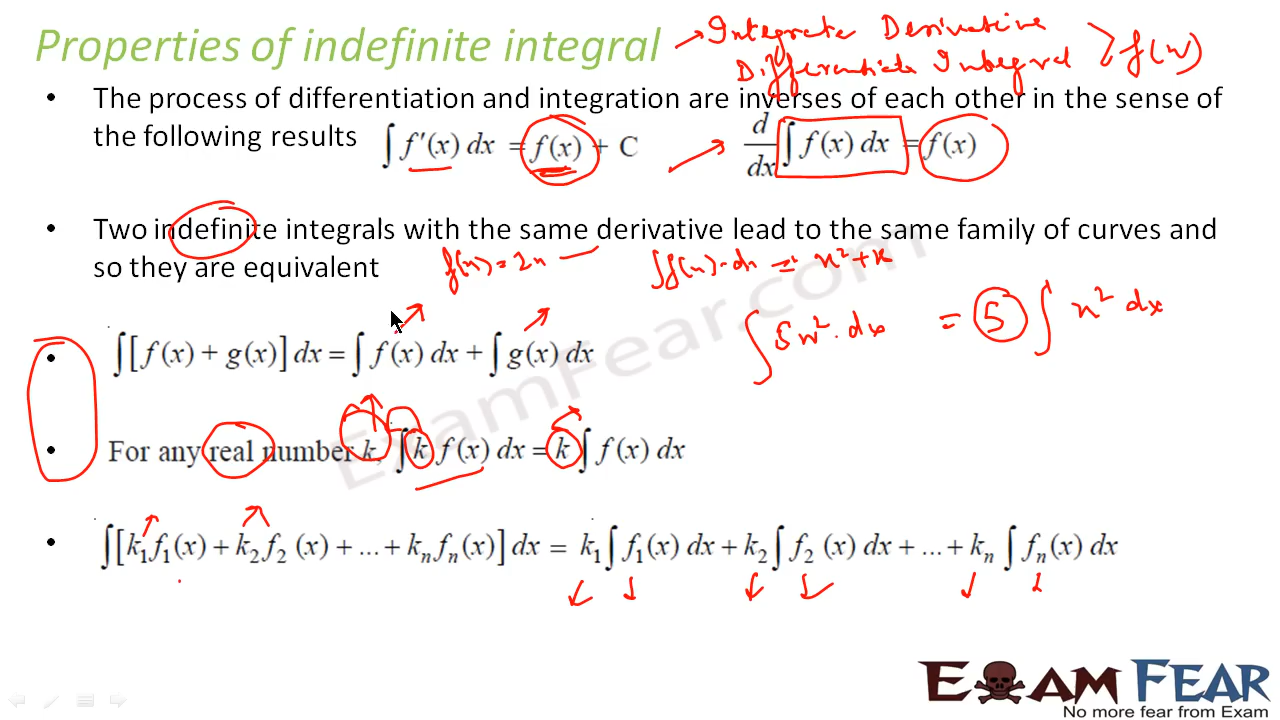 Properties of indefinite integral → Integrate Derivative
Differentiate Integral > f(x)
• The process of differentiation and integration are inverses of each other in the sense of
the following results ∫ f'(x) dx = f(x) + C d/dx ∫ f(x) dx = f(x)
• Two indefinite integrals with the same derivative lead to the same family of curves and
so they are equivalent f(x) = 2x ∫f(x)·dx = x² + k
∫ 5x²·dx = 5 ∫ x² dx
• ∫[f(x) + g(x)] dx = ∫ f(x) dx + ∫ g(x) dx
• For any real number k, ∫ k f(x) dx = k ∫ f(x) dx
• ∫[k₁f₁(x) + k₂f₂ (x) + ... + kₙfₙ(x)] dx = k₁ ∫ f₁(x) dx + k₂ ∫ f₂ (x) dx + ... + kₙ ∫ fₙ(x) dx
ExamFear.com
EXAM FEAR
No more fear from Exam